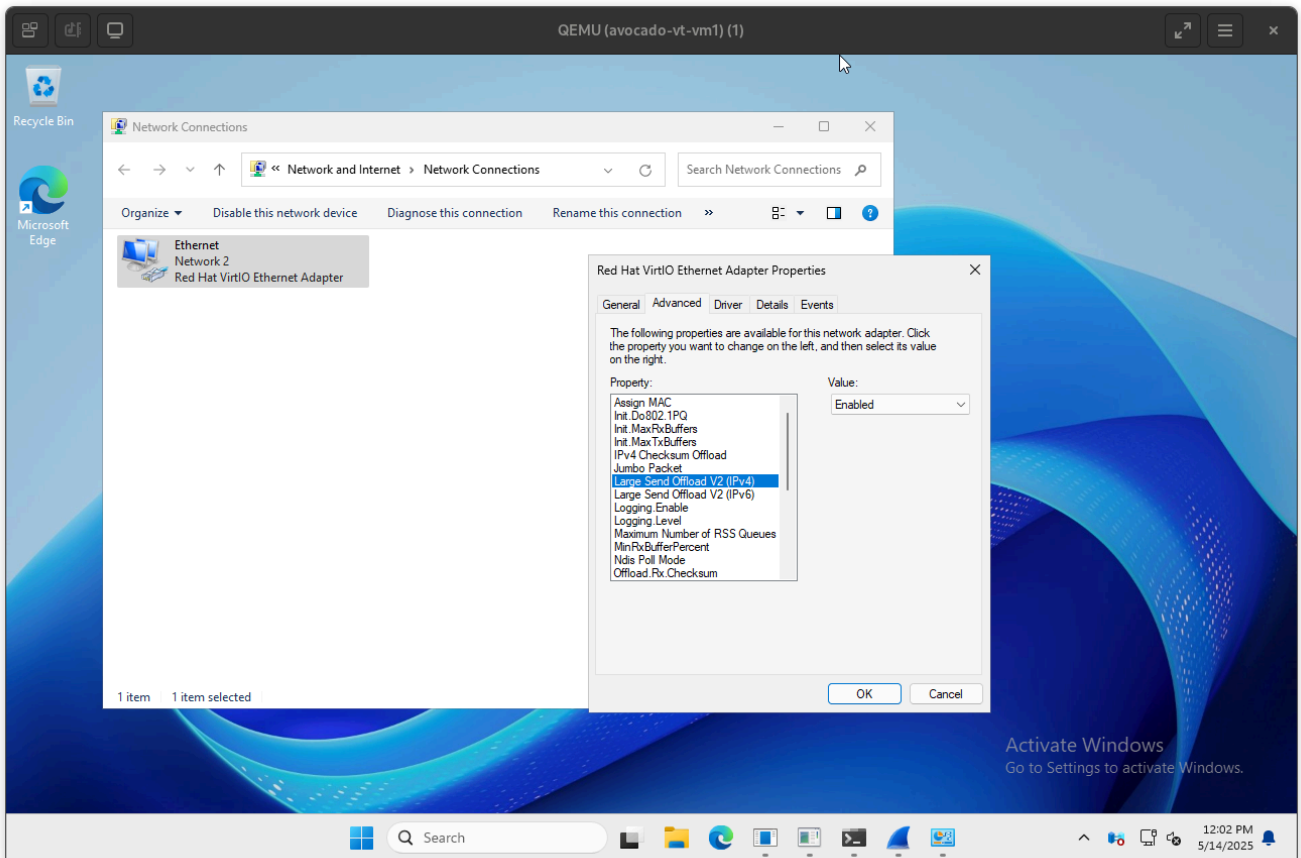 QEMU (avocado-vt-vm1) (1)
Recycle Bin
Microsoft
Edge
Network Connections
« Network and Internet › Network Connections
Search Network Connections
Organize
Disable this network device
Diagnose this connection
Rename this connection
»
Ethernet
Network 2
Red Hat VirtIO Ethernet Adapter
1 item
1 item selected
Red Hat VirtIO Ethernet Adapter Properties
General
Advanced
Driver
Details
Events
The following properties are available for this network adapter. Click
the property you want to change on the left, and then select its value
on the right.
Property:
Value:
Assign MAC
Init.Do802.1PQ
Init.MaxRxBuffers
Init.MaxTxBuffers
IPv4 Checksum Offload
Jumbo Packet
Large Send Offload V2 (IPv4)
Large Send Offload V2 (IPv6)
Logging.Enable
Logging.Level
Maximum Number of RSS Queues
MinRxBufferPercent
Ndis Poll Mode
Offload.Rx.Checksum
Enabled
OK
Cancel
Activate Windows
Go to Settings to activate Windows.
Search
12:02 PM
5/14/2025